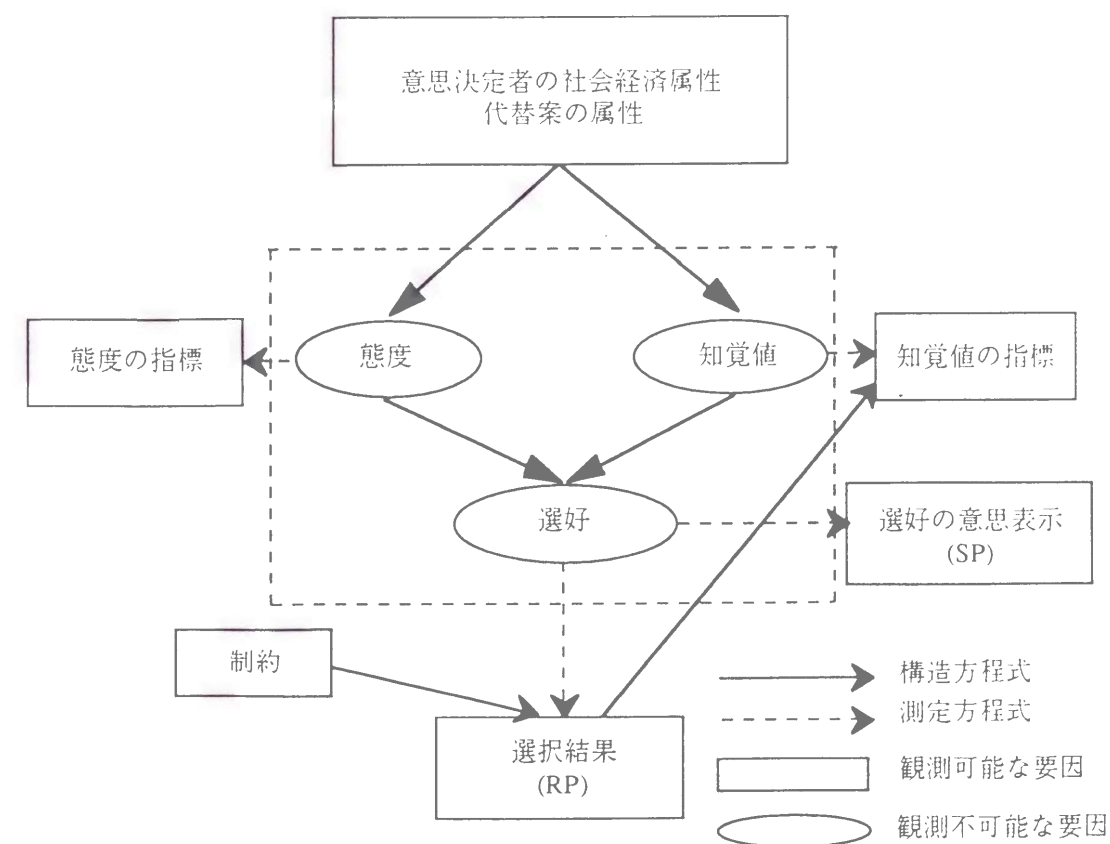 意思決定者の社会経済属性
代替案の属性
態度の指標
態度
知覚値
知覚値の指標
選好
選好の意思表示
(SP)
制約
選択結果
(RP)
構造方程式
測定方程式
観測可能な要因
観測不可能な要因